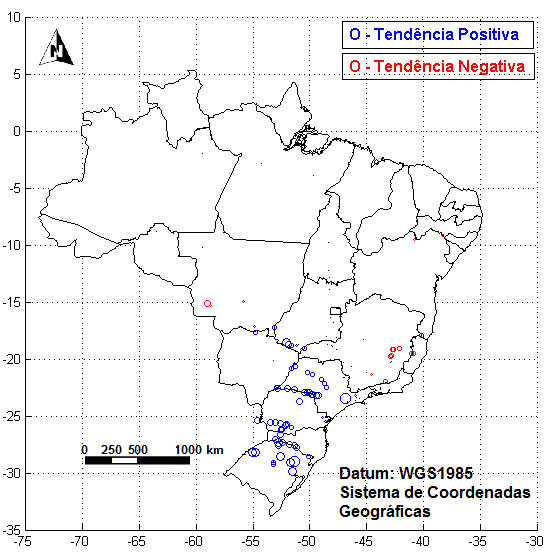 10
5
0
-5
-10
-15
-20
-25
-30
-35
N
O - Tendência Positiva
O - Tendência Negativa
0 250 500 1000 km
Datum: WGS1985
Sistema de Coordenadas
Geográficas
-75 -70 -65 -60 -55 -50 -45 -40 -35 -30